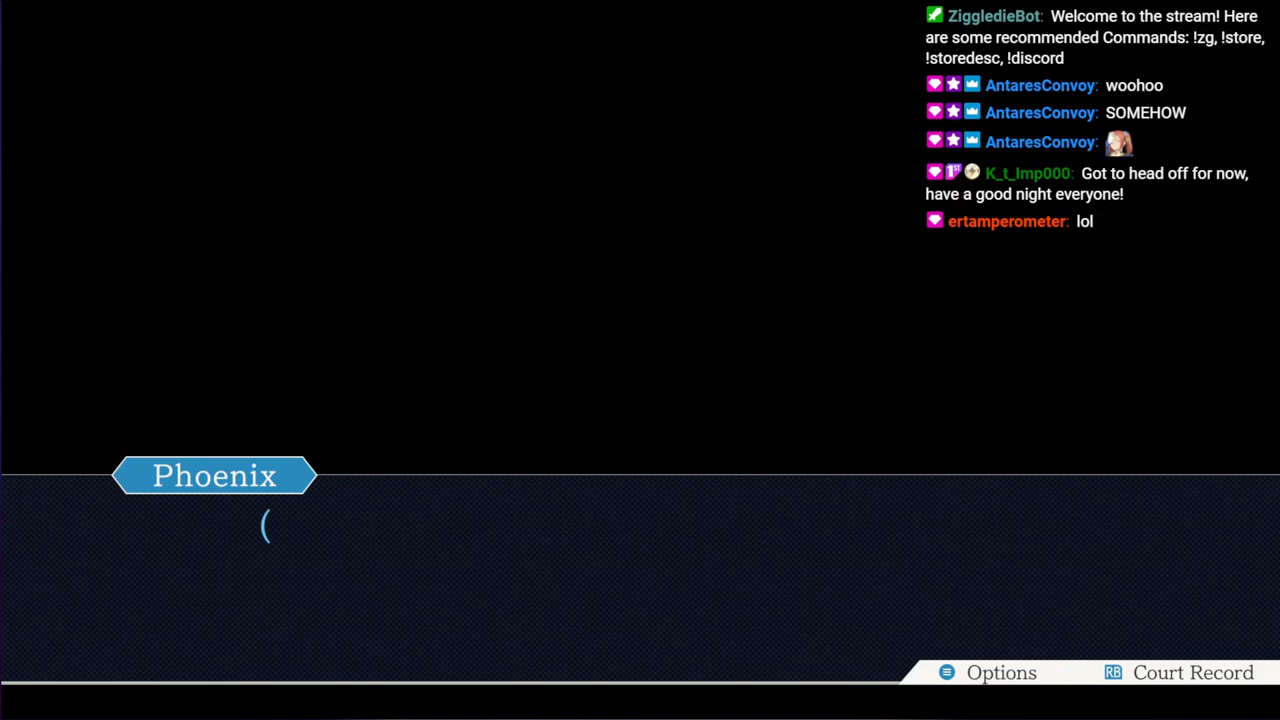 ZiggledieBot: Welcome to the stream! Here
are some recommended Commands: !zg, !store,
!storedesc, !discord
AntaresConvoy: woohoo
AntaresConvoy: SOMEHOW
AntaresConvoy:
1ST K_t_Imp000: Got to head off for now,
have a good night everyone!
ertamperometer: lol
Phoenix
(
Options
RB Court Record